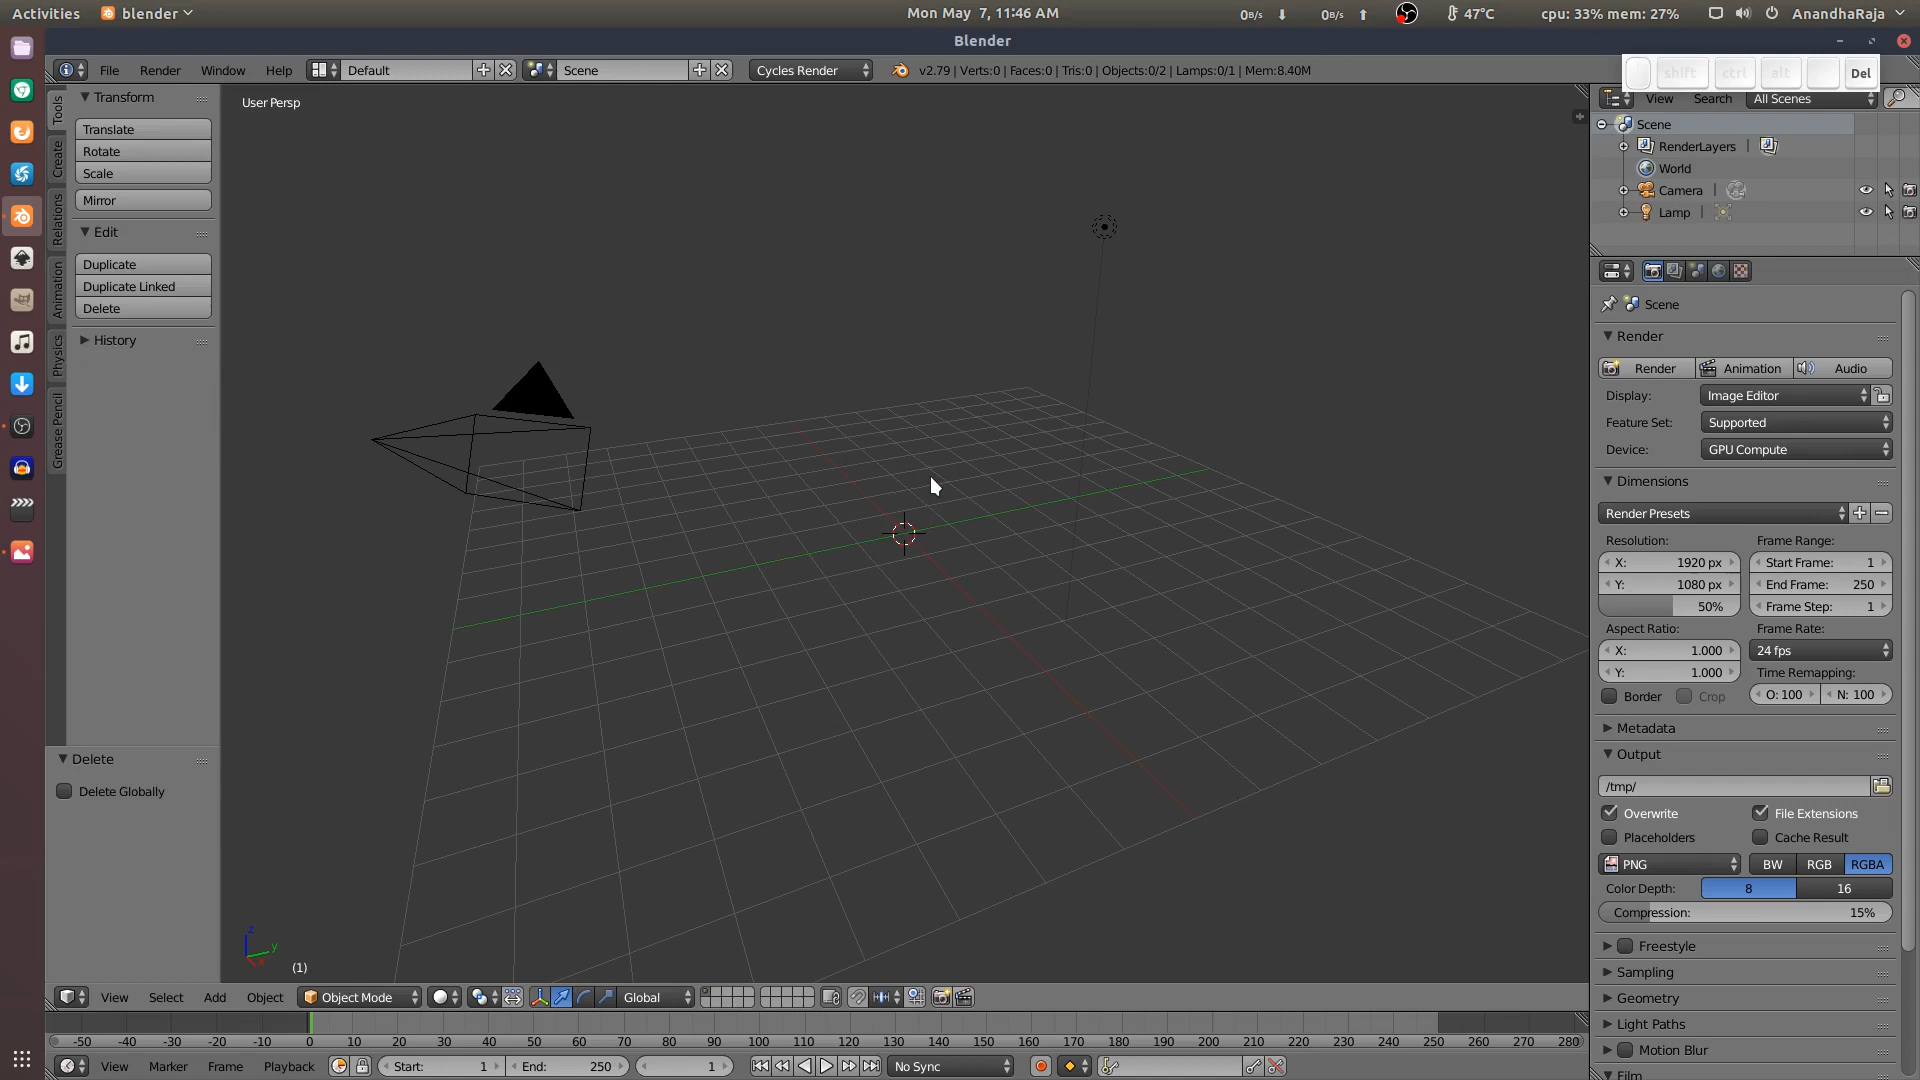 Activities blender Mon May 7, 11:46 AM 0B/s 0B/s 47°C cpu: 33% mem: 27% AnandhaRaja
Blender
File Render Window Help Default Scene Cycles Render v2.79 | Verts:0 | Faces:0 | Tris:0 | Objects:0/2 | Lamps:0/1 | Mem:8.40M
shift ctrl alt Del
Tools
Create
Relations
Animation
Physics
Grease Pencil
Transform
Translate
Rotate
Scale
Mirror
Edit
Duplicate
Duplicate Linked
Delete
History
Delete
Delete Globally
User Persp
z
y
x
(1)
View Search All Scenes
Scene
RenderLayers |
World
Camera |
Lamp |
Scene
Render
Render Animation Audio
Display: Image Editor
Feature Set: Supported
Device: GPU Compute
Dimensions
Render Presets
Resolution: Frame Range:
X: 1920 px Start Frame: 1
Y: 1080 px End Frame: 250
50% Frame Step: 1
Aspect Ratio: Frame Rate:
X: 1.000 24 fps
Y: 1.000 Time Remapping:
Border Crop O: 100 N: 100
Metadata
Output
/tmp/
Overwrite File Extensions
Placeholders Cache Result
PNG BW RGB RGBA
Color Depth: 8 16
Compression: 15%
Freestyle
Sampling
Geometry
Light Paths
Motion Blur
Film
View Select Add Object Object Mode Global
-50 -40 -30 -20 -10 0 10 20 30 40 50 60 70 80 90 100 110 120 130 140 150 160 170 180 190 200 210 220 230 240 250 260 270 280
View Marker Frame Playback Start: 1 End: 250 1 No Sync